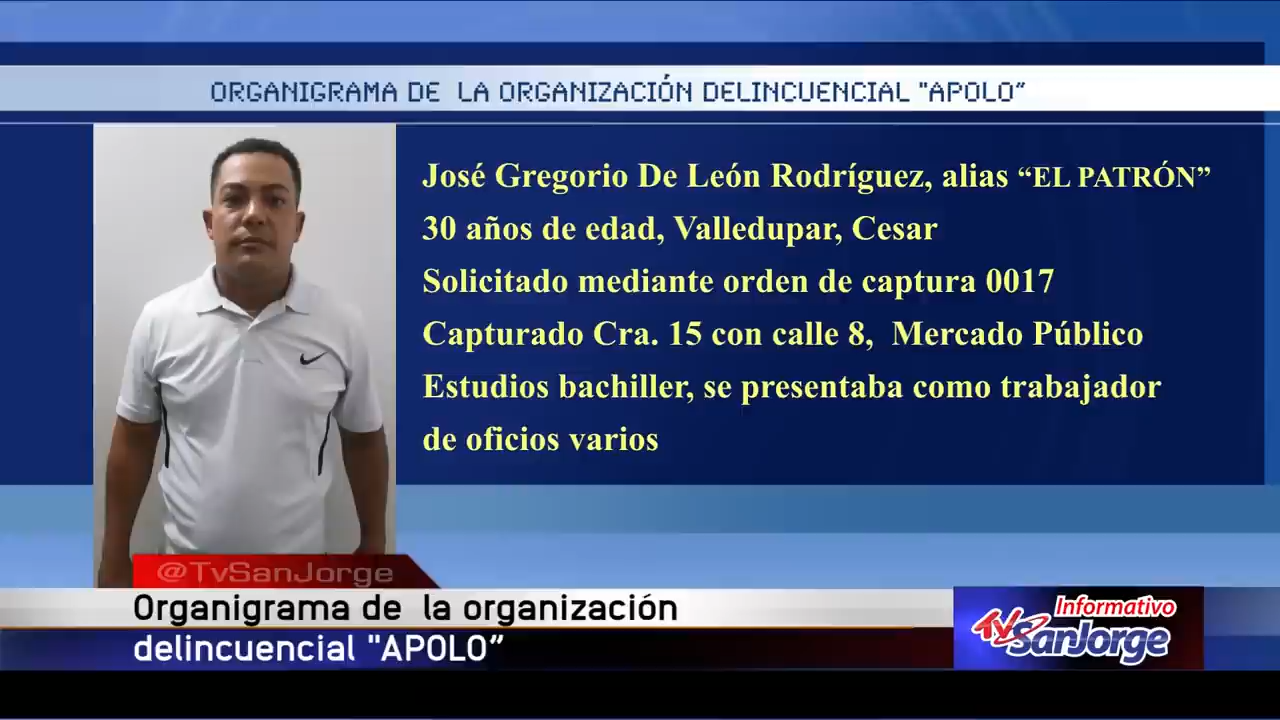 ORGANIGRAMA DE LA ORGANIZACIÓN DELINCUENCIAL "APOLO”
José Gregorio De León Rodríguez, alias “EL PATRÓN”
30 años de edad, Valledupar, Cesar
Solicitado mediante orden de captura 0017
Capturado Cra. 15 con calle 8, Mercado Público
Estudios bachiller, se presentaba como trabajador
de oficios varios
@TvSanJorge
Organigrama de la organización
delincuencial "APOLO”
Informativo
TV SanJorge